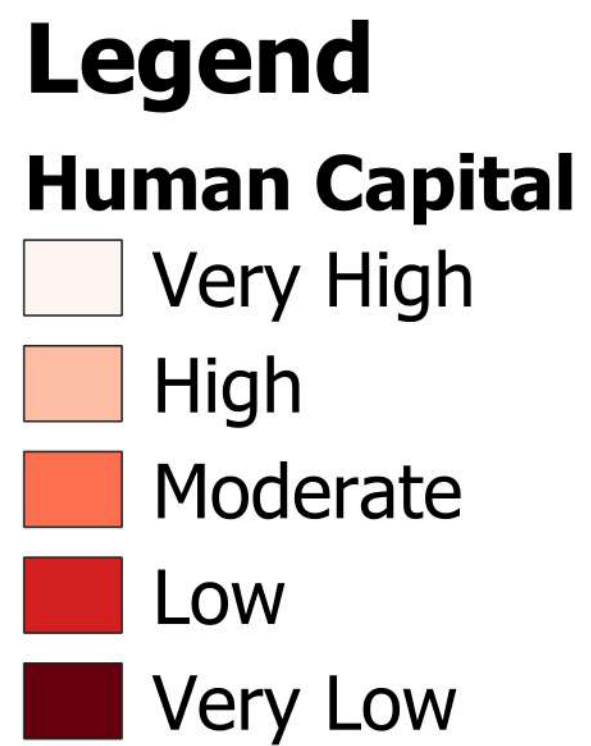 Legend
Human Capital
Very High
High
Moderate
Low
Very Low